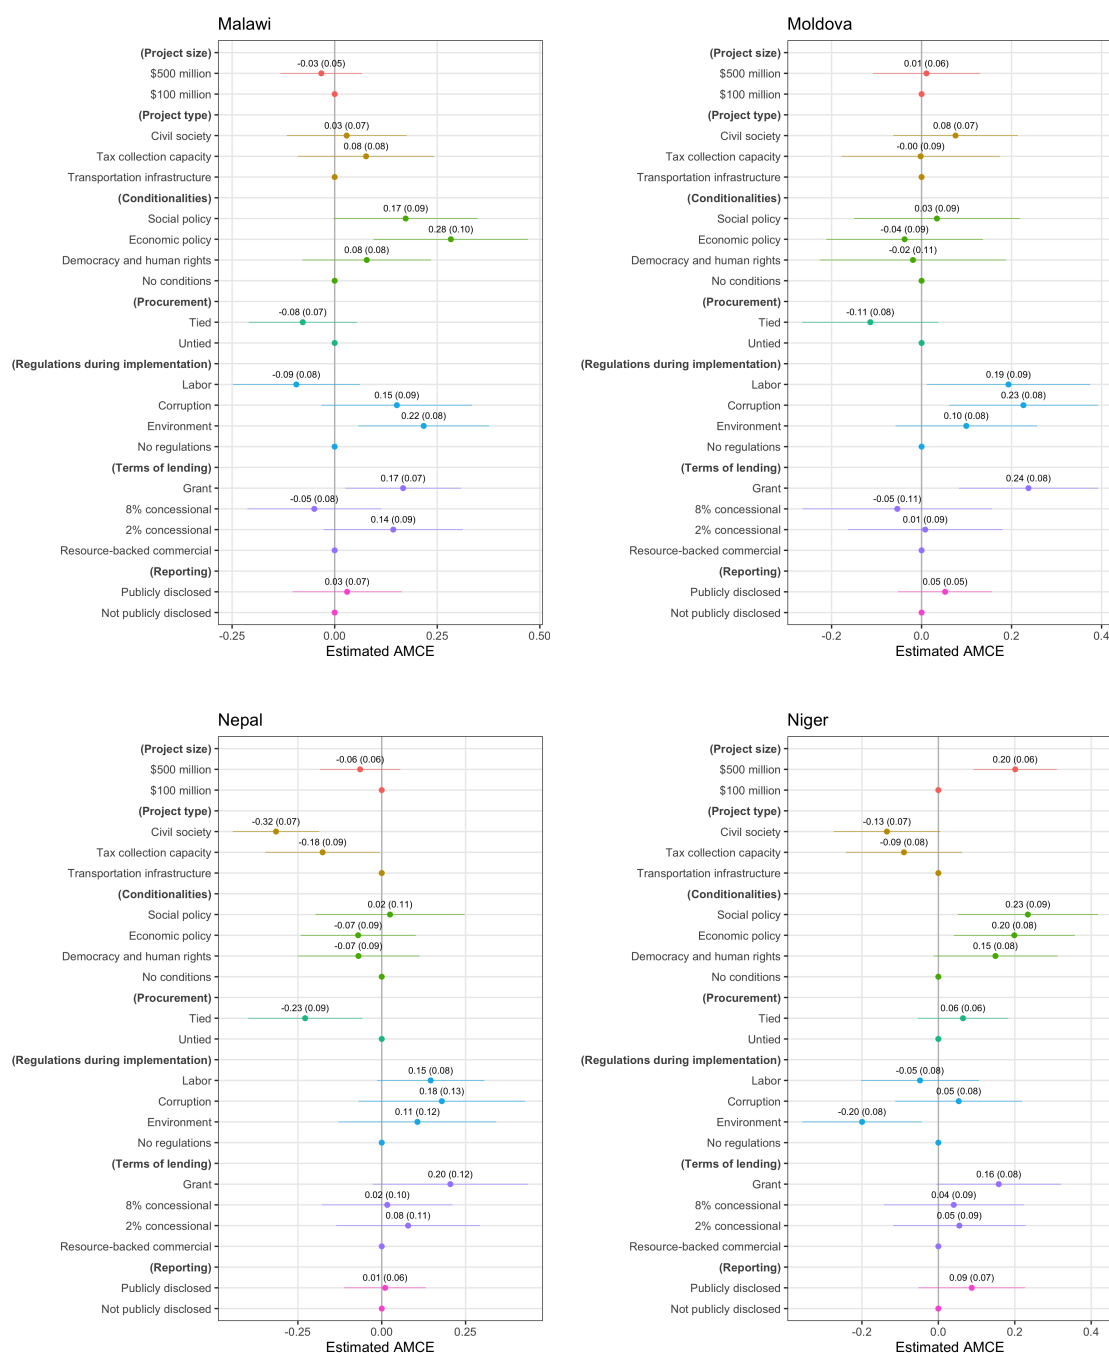 Malawi
(Project size)
-0.03 (0.05)
$500 million
$100 million
(Project type)
0.03 (0.07)
Civil society
0.08 (0.08)
Tax collection capacity
Transportation infrastructure
(Conditionalities)
0.17 (0.09)
Social policy
0.28 (0.10)
Economic policy
0.08 (0.08)
Democracy and human rights
No conditions
(Procurement)
-0.08 (0.07)
Tied
Untied
(Regulations during implementation)
-0.09 (0.08)
Labor
0.15 (0.09)
Corruption
0.22 (0.08)
Environment
No regulations
(Terms of lending)
0.17 (0.07)
Grant
-0.05 (0.08)
8% concessional
0.14 (0.09)
2% concessional
Resource-backed commercial
(Reporting)
0.03 (0.07)
Publicly disclosed
Not publicly disclosed
-0.25 0.00 0.25 0.50
Estimated AMCE
Moldova
(Project size)
0.01 (0.06)
$500 million
$100 million
(Project type)
0.08 (0.07)
Civil society
-0.00 (0.09)
Tax collection capacity
Transportation infrastructure
(Conditionalities)
0.03 (0.09)
Social policy
-0.04 (0.09)
Economic policy
-0.02 (0.11)
Democracy and human rights
No conditions
(Procurement)
-0.11 (0.08)
Tied
Untied
(Regulations during implementation)
0.19 (0.09)
Labor
0.23 (0.08)
Corruption
0.10 (0.08)
Environment
No regulations
(Terms of lending)
0.24 (0.08)
Grant
-0.05 (0.11)
8% concessional
0.01 (0.09)
2% concessional
Resource-backed commercial
(Reporting)
0.05 (0.05)
Publicly disclosed
Not publicly disclosed
-0.2 0.0 0.2 0.4
Estimated AMCE
Nepal
(Project size)
-0.06 (0.06)
$500 million
$100 million
(Project type)
-0.32 (0.07)
Civil society
-0.18 (0.09)
Tax collection capacity
Transportation infrastructure
(Conditionalities)
0.02 (0.11)
Social policy
-0.07 (0.09)
Economic policy
-0.07 (0.09)
Democracy and human rights
No conditions
(Procurement)
-0.23 (0.09)
Tied
Untied
(Regulations during implementation)
0.15 (0.08)
Labor
0.18 (0.13)
Corruption
0.11 (0.12)
Environment
No regulations
(Terms of lending)
0.20 (0.12)
Grant
0.02 (0.10)
8% concessional
0.08 (0.11)
2% concessional
Resource-backed commercial
(Reporting)
0.01 (0.06)
Publicly disclosed
Not publicly disclosed
-0.25 0.00 0.25
Estimated AMCE
Niger
(Project size)
0.20 (0.06)
$500 million
$100 million
(Project type)
-0.13 (0.07)
Civil society
-0.09 (0.08)
Tax collection capacity
Transportation infrastructure
(Conditionalities)
0.23 (0.09)
Social policy
0.20 (0.08)
Economic policy
0.15 (0.08)
Democracy and human rights
No conditions
(Procurement)
0.06 (0.06)
Tied
Untied
(Regulations during implementation)
-0.05 (0.08)
Labor
0.05 (0.08)
Corruption
-0.20 (0.08)
Environment
No regulations
(Terms of lending)
0.16 (0.08)
Grant
0.04 (0.09)
8% concessional
0.05 (0.09)
2% concessional
Resource-backed commercial
(Reporting)
0.09 (0.07)
Publicly disclosed
Not publicly disclosed
-0.2 0.0 0.2 0.4
Estimated AMCE